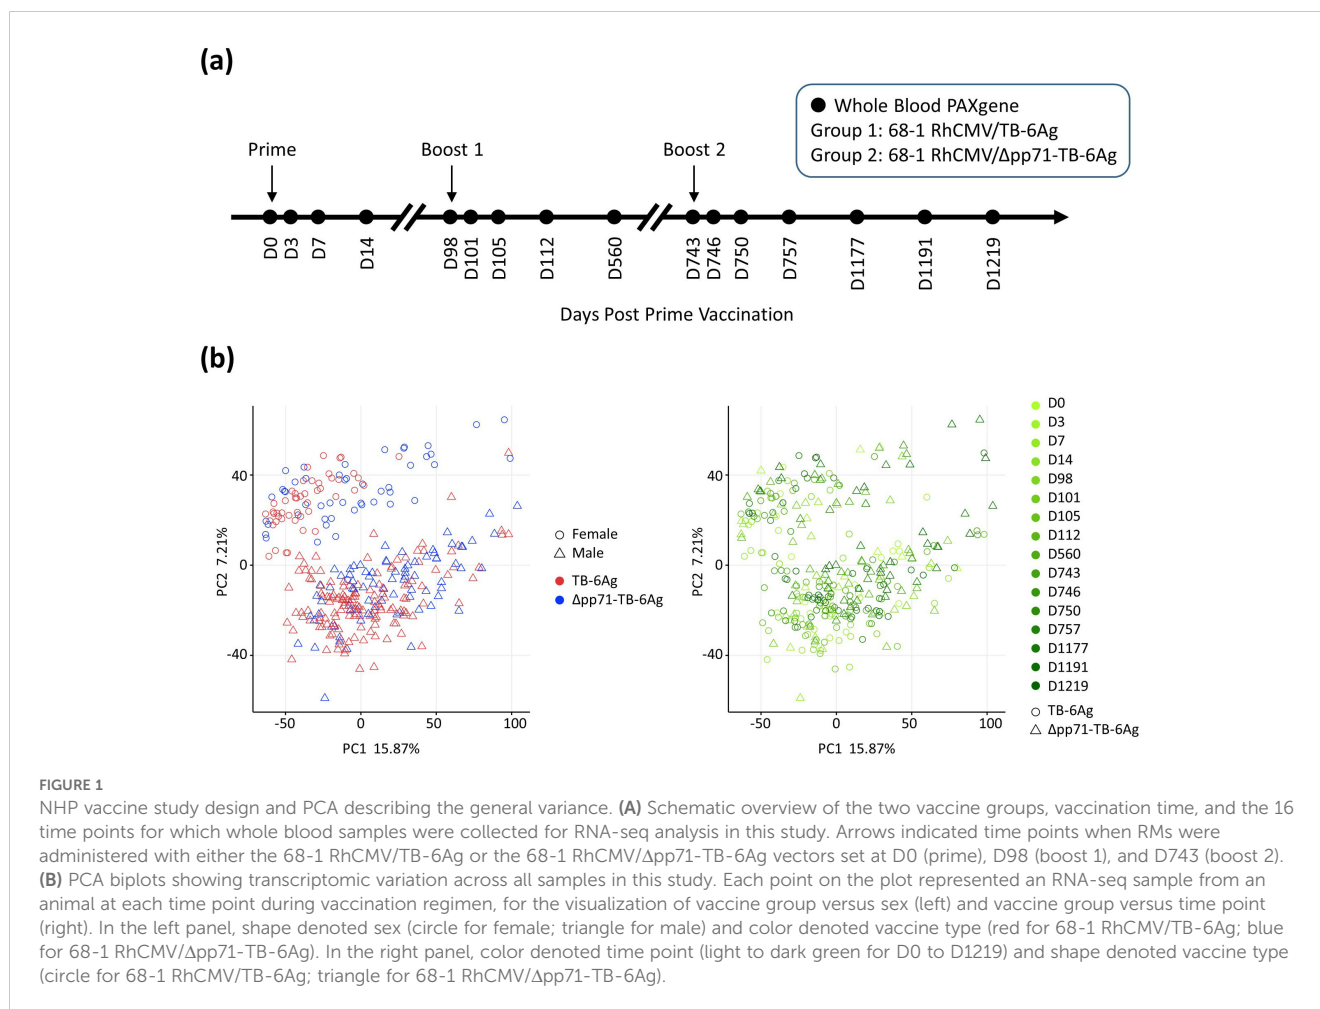 (a)
Whole Blood PAXgene
Group 1: 68-1 RhCMV/TB-6Ag
Group 2: 68-1 RhCMV/Δpp71-TB-6Ag
Prime
Boost 1
Boost 2
D0
D3
D7
D14
D98
D101
D105
D112
D560
D743
D746
D750
D757
D1177
D1191
D1219
Days Post Prime Vaccination
(b)
40
0
-40
PC2 7.21%
-50
0
50
100
PC1 15.87%
Female
Male
TB-6Ag
Δpp71-TB-6Ag
40
0
-40
PC2 7.21%
-50
0
50
100
PC1 15.87%
D0
D3
D7
D14
D98
D101
D105
D112
D560
D743
D746
D750
D757
D1177
D1191
D1219
TB-6Ag
Δpp71-TB-6Ag
FIGURE 1
NHP vaccine study design and PCA describing the general variance. (A) Schematic overview of the two vaccine groups, vaccination time, and the 16
time points for which whole blood samples were collected for RNA-seq analysis in this study. Arrows indicated time points when RMs were
administered with either the 68-1 RhCMV/TB-6Ag or the 68-1 RhCMV/Δpp71-TB-6Ag vectors set at D0 (prime), D98 (boost 1), and D743 (boost 2).
(B) PCA biplots showing transcriptomic variation across all samples in this study. Each point on the plot represented an RNA-seq sample from an
animal at each time point during vaccination regimen, for the visualization of vaccine group versus sex (left) and vaccine group versus time point
(right). In the left panel, shape denoted sex (circle for female; triangle for male) and color denoted vaccine type (red for 68-1 RhCMV/TB-6Ag; blue
for 68-1 RhCMV/Δpp71-TB-6Ag). In the right panel, color denoted time point (light to dark green for D0 to D1219) and shape denoted vaccine type
(circle for 68-1 RhCMV/TB-6Ag; triangle for 68-1 RhCMV/Δpp71-TB-6Ag).